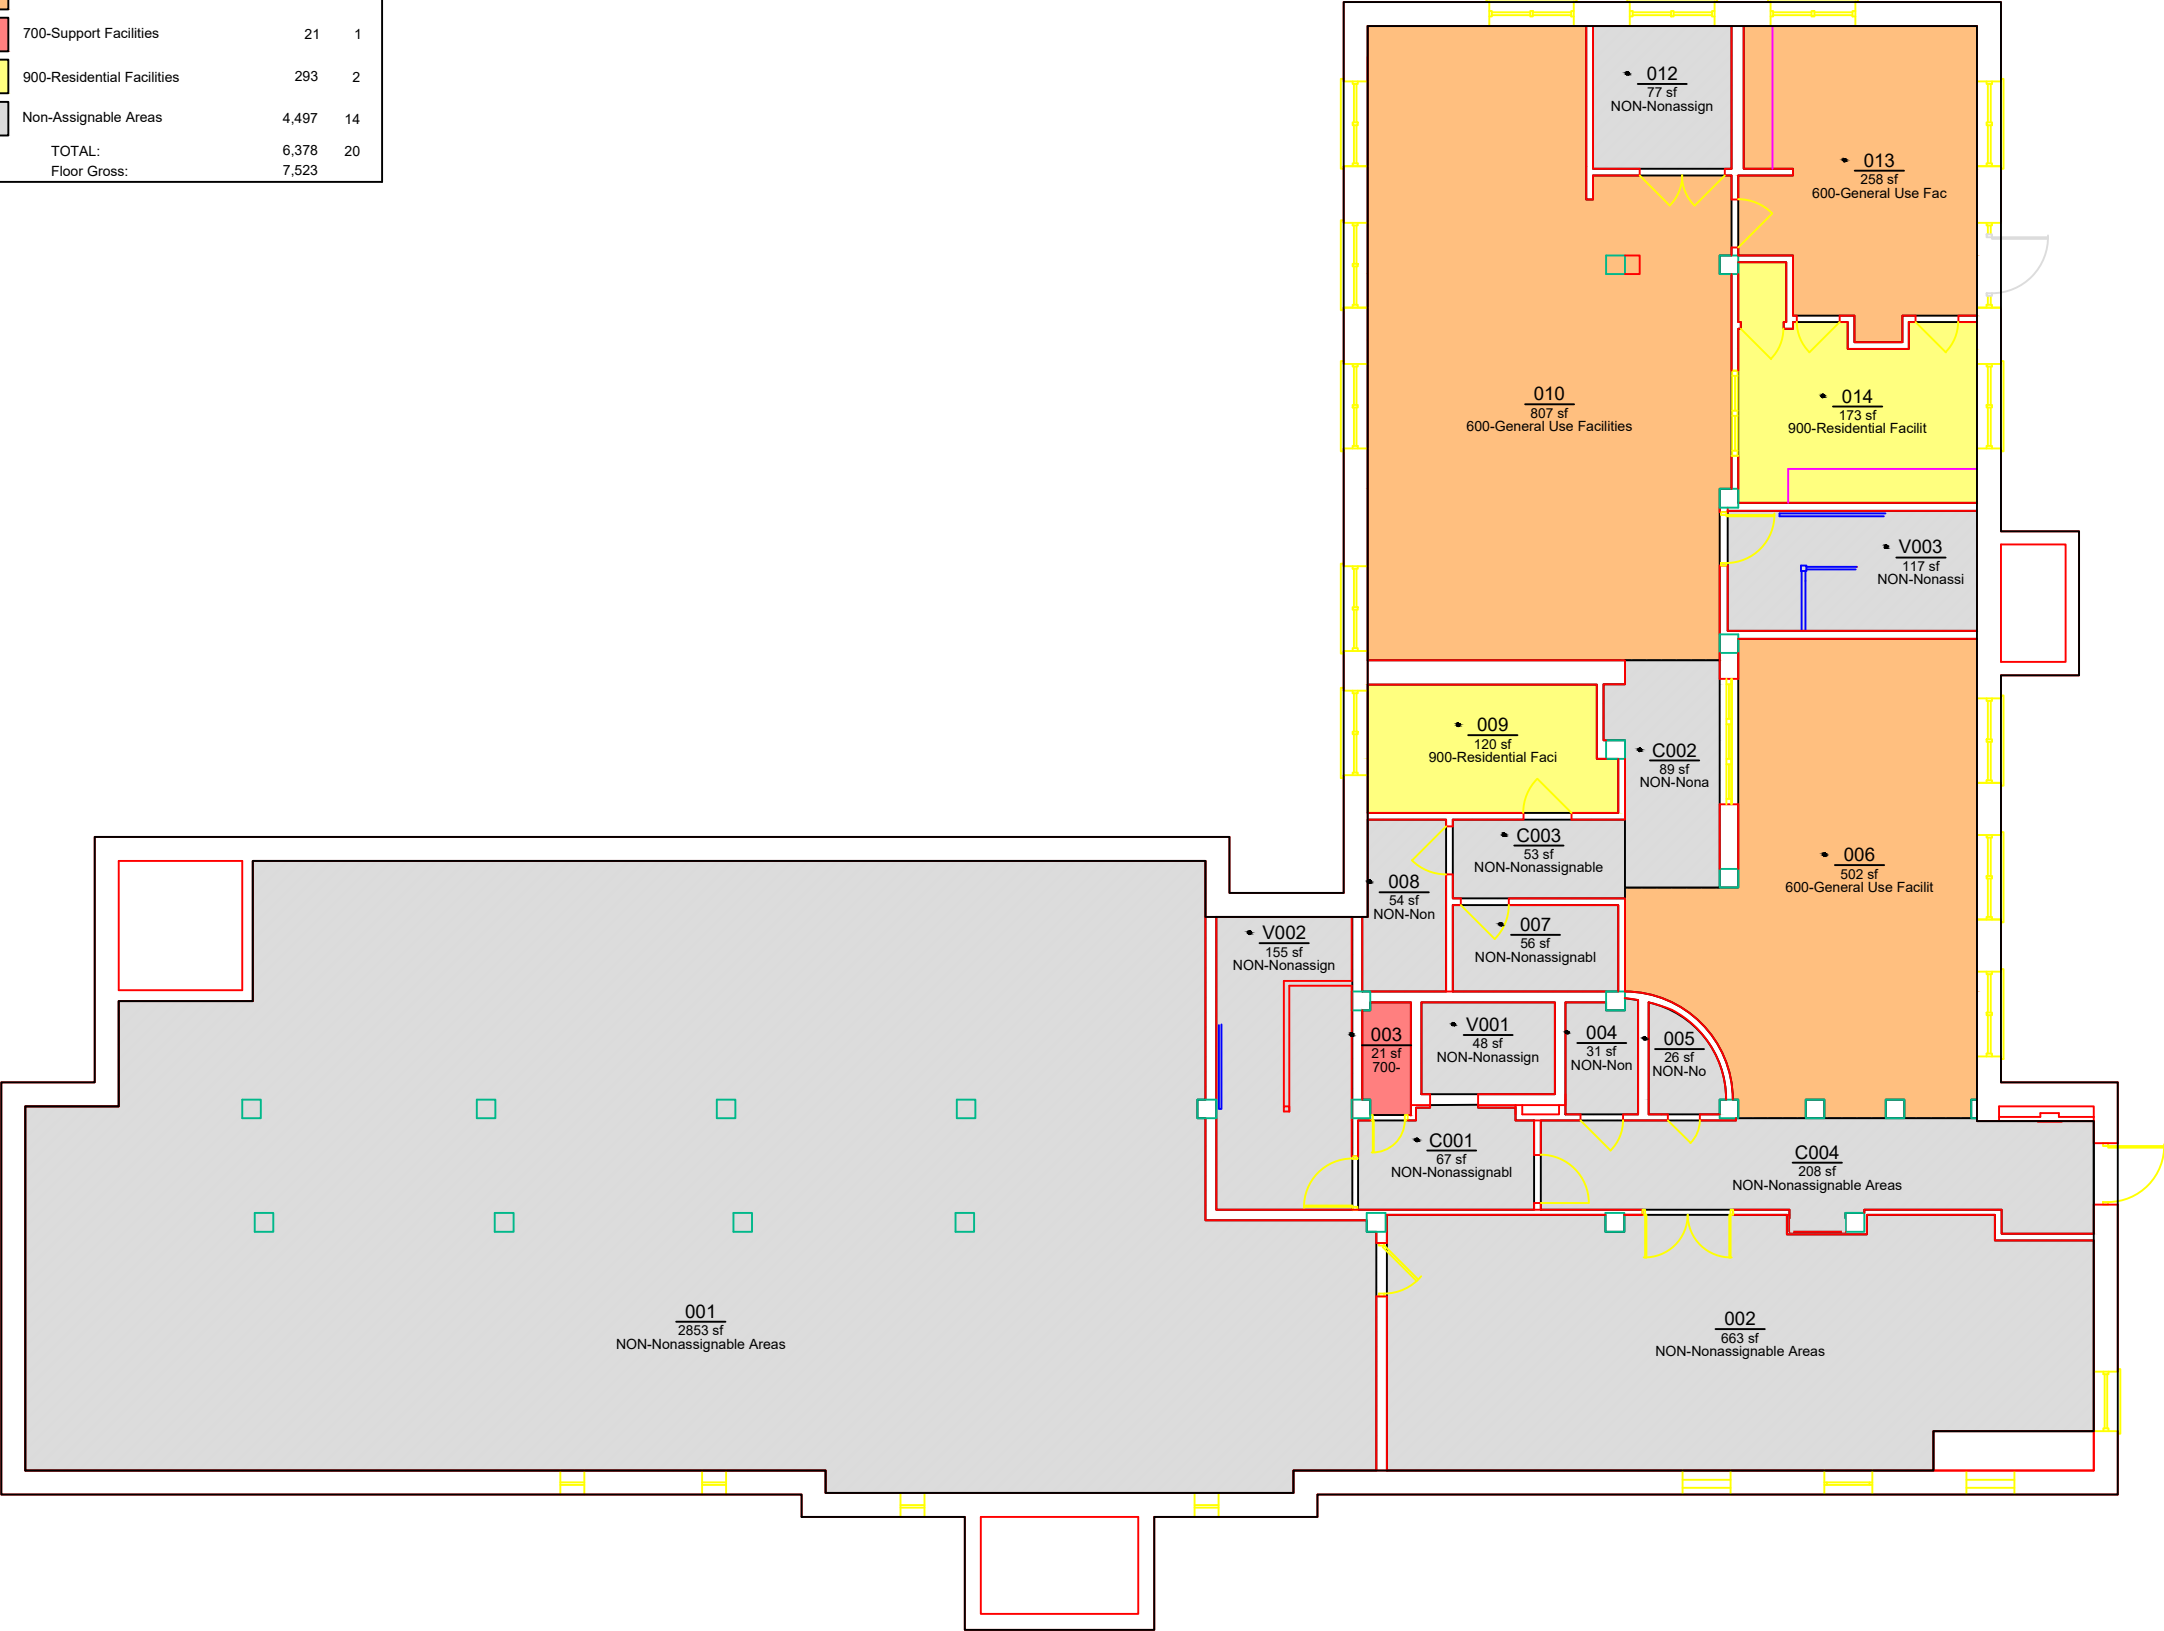 700-Support Facilities 21 1
900-Residential Facilities 293 2
Non-Assignable Areas 4,497 14
TOTAL: 6,378 20
Floor Gross: 7,523
012
77 sf
NON-Nonassign
013
258 sf
600-General Use Fac
010
807 sf
600-General Use Facilities
014
173 sf
900-Residential Facilit
V003
117 sf
NON-Nonassi
009
120 sf
900-Residential Faci
C002
89 sf
NON-Nona
C003
53 sf
NON-Nonassignable
006
502 sf
600-General Use Facilit
008
54 sf
NON-Non
007
56 sf
NON-Nonassignabl
V002
155 sf
NON-Nonassign
003
21 sf
700-
V001
48 sf
NON-Nonassign
004
31 sf
NON-Non
005
26 sf
NON-No
C001
67 sf
NON-Nonassignabl
C004
208 sf
NON-Nonassignable Areas
001
2853 sf
NON-Nonassignable Areas
002
663 sf
NON-Nonassignable Areas